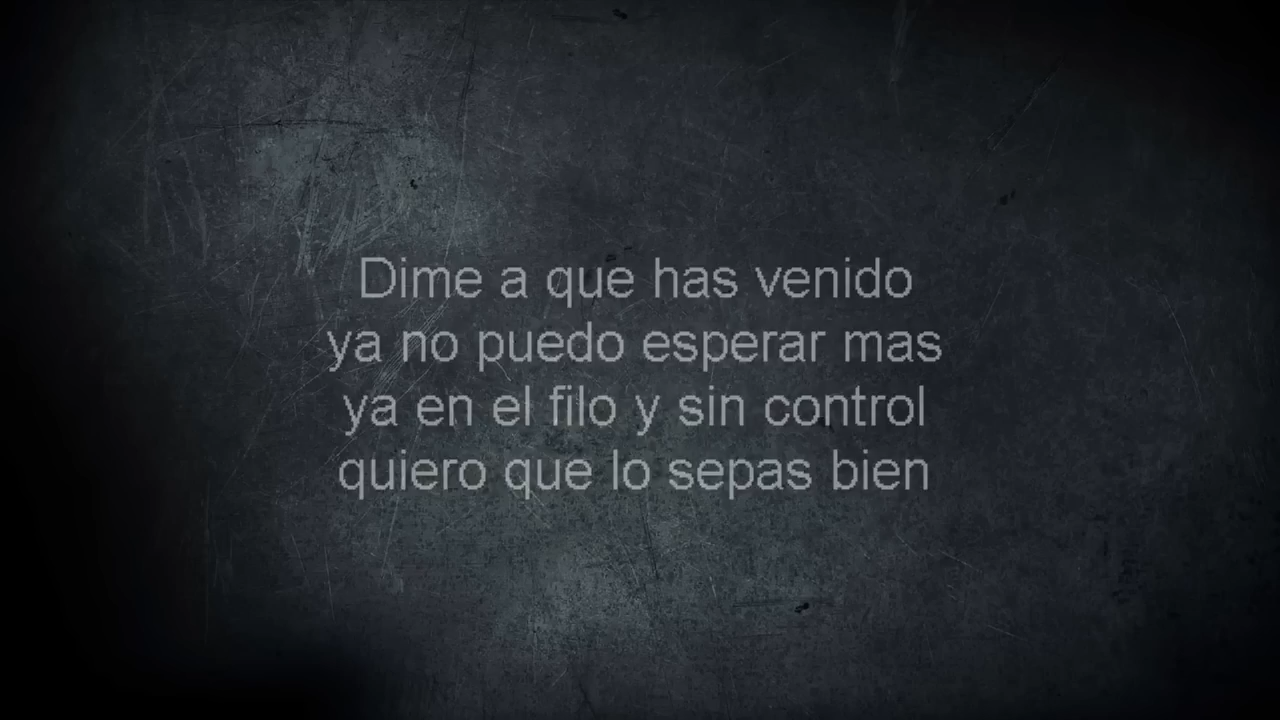 Dime a que has venido
ya no puedo esperar mas
ya en el filo y sin control
quiero que lo sepas bien